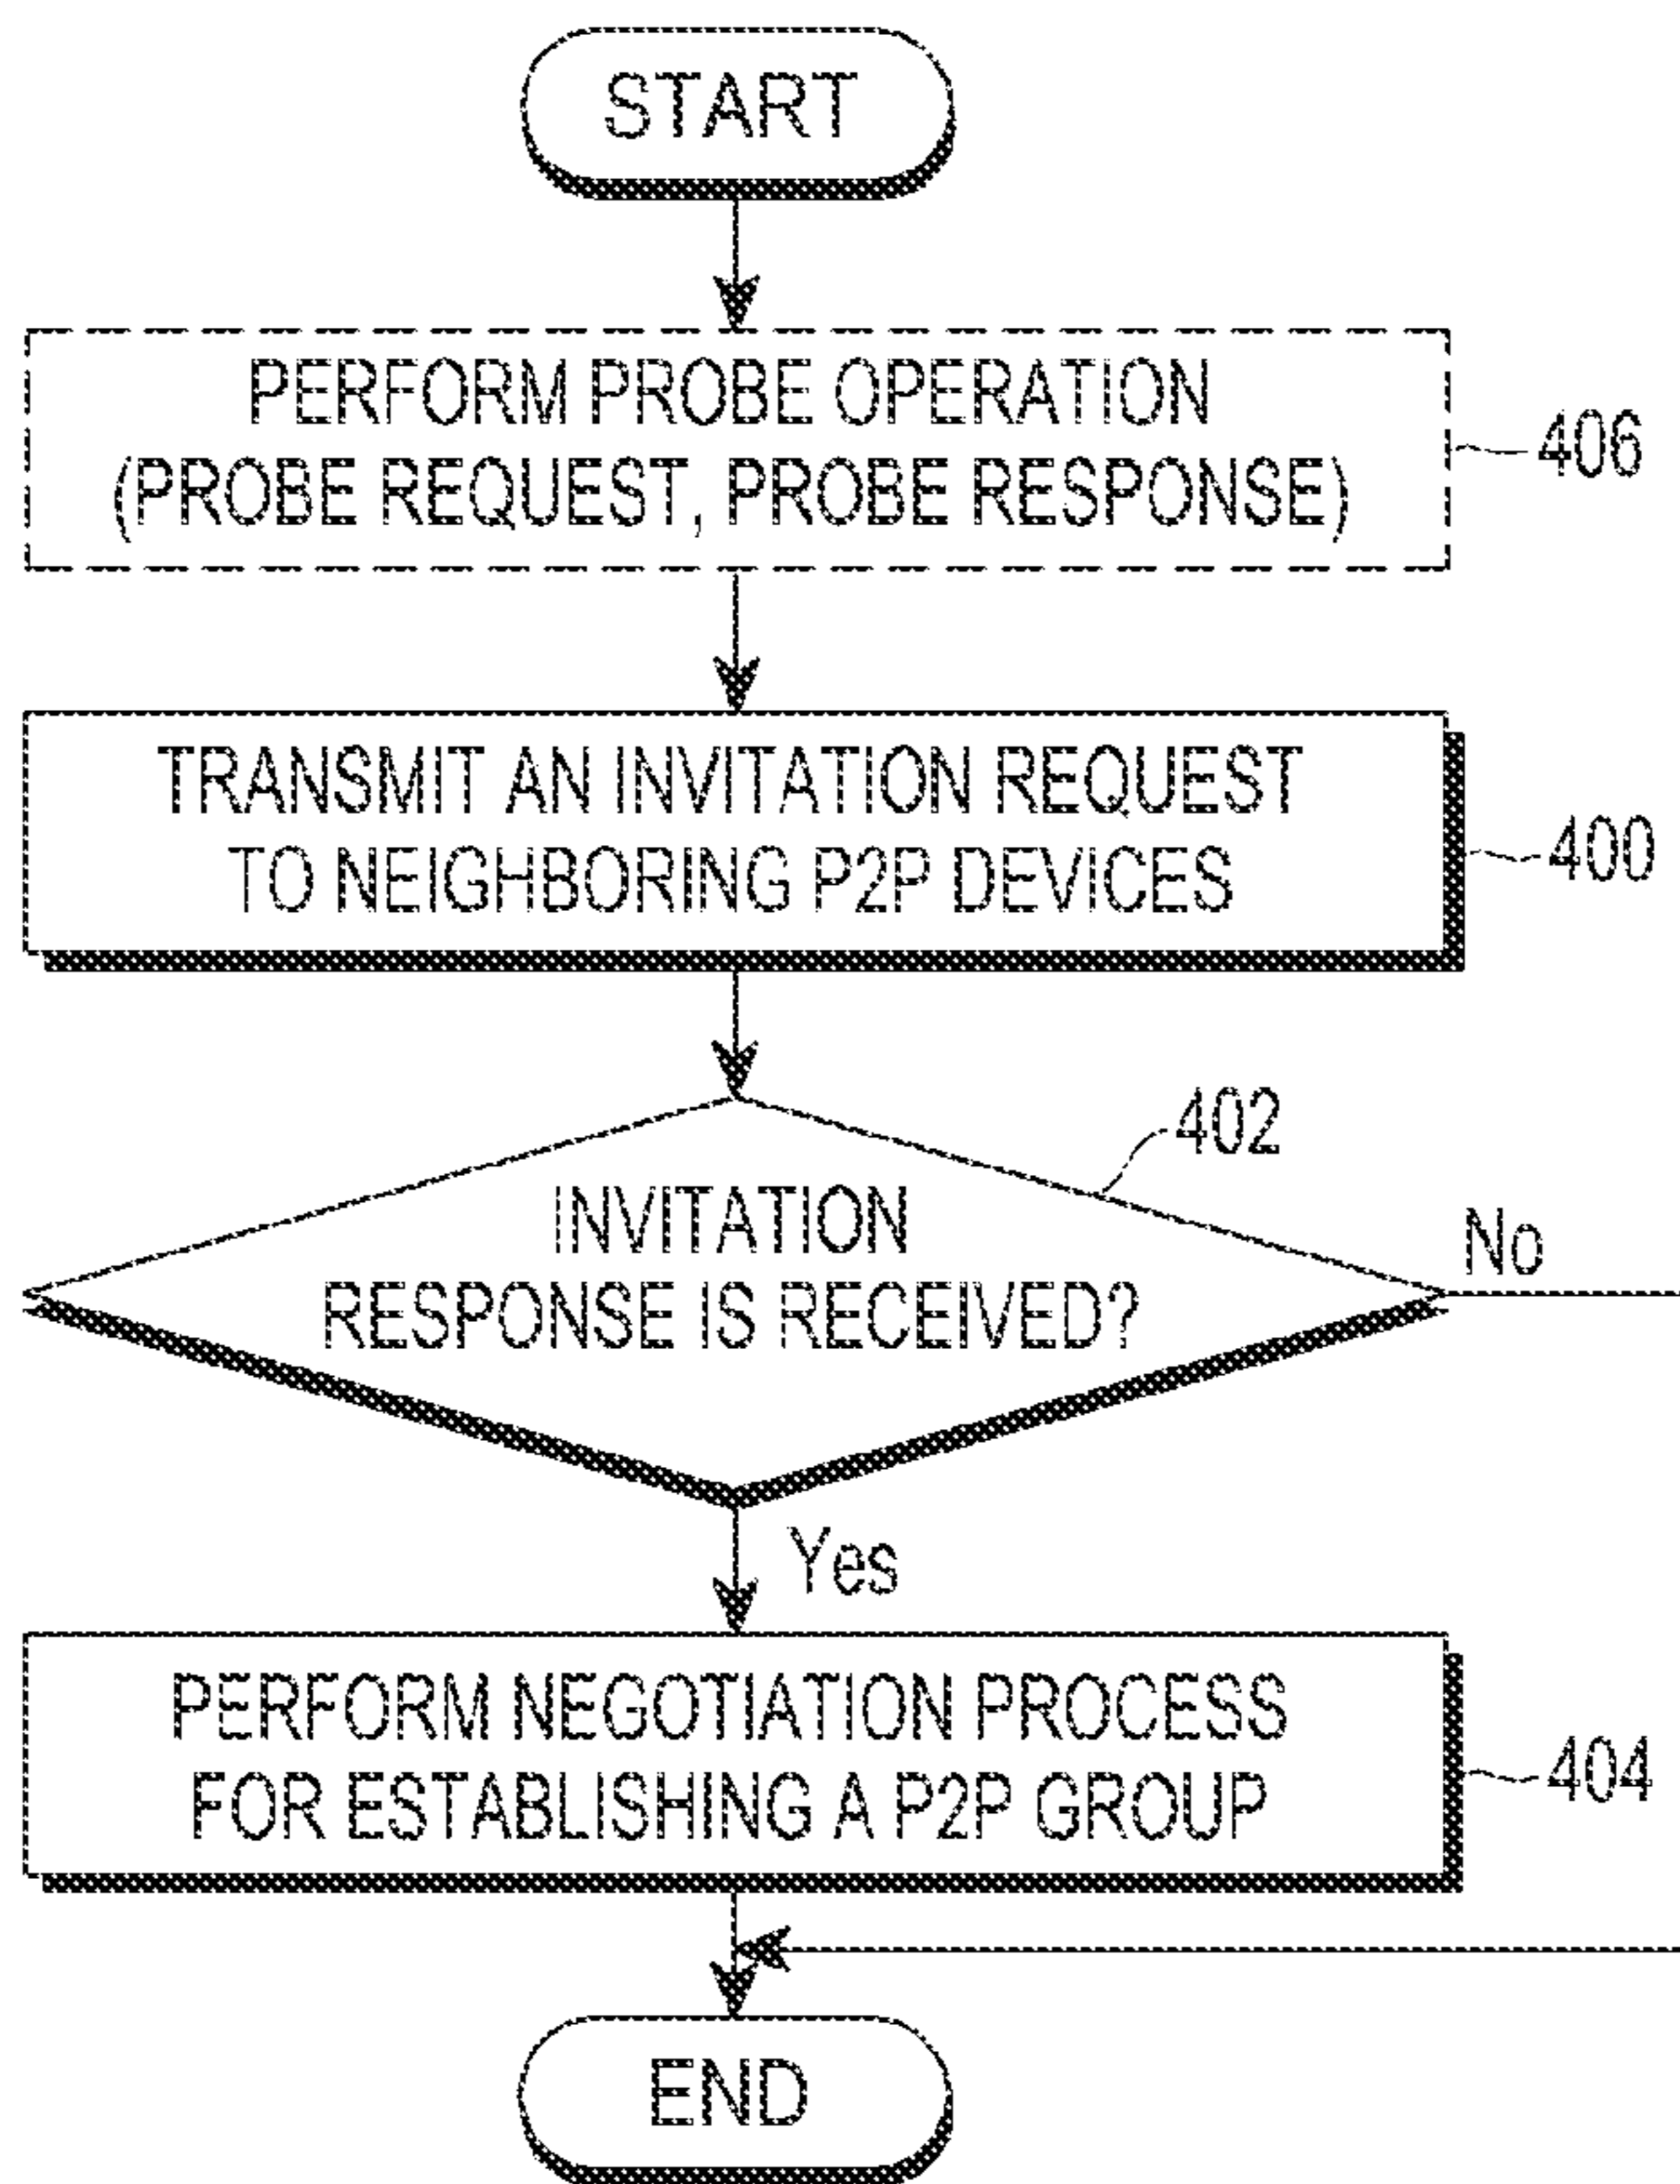 START
PERFORM PROBE OPERATION
(PROBE REQUEST, PROBE RESPONSE)
406
TRANSMIT AN INVITATION REQUEST
TO NEIGHBORING P2P DEVICES
400
402
INVITATION
RESPONSE IS RECEIVED?
No
Yes
PERFORM NEGOTIATION PROCESS
FOR ESTABLISHING A P2P GROUP
404
END